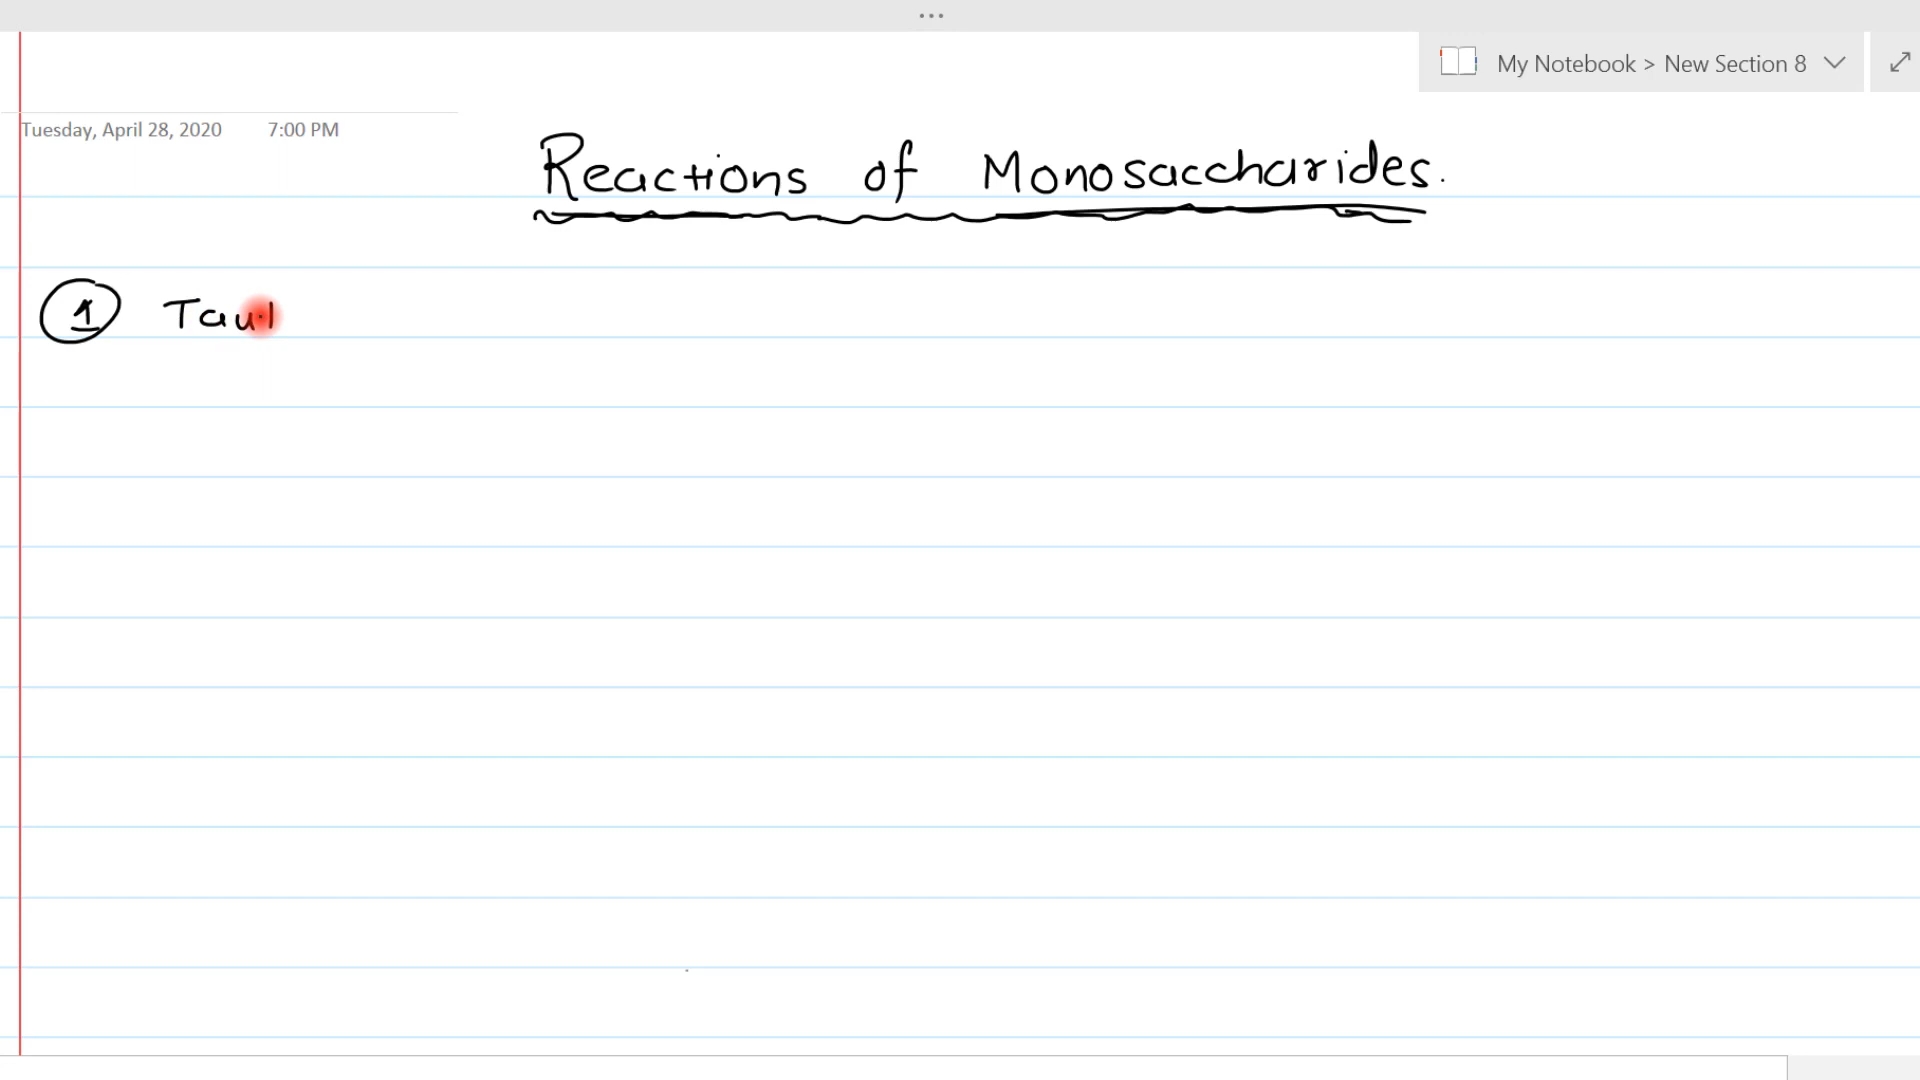 My Notebook > New Section 8
Tuesday, April 28, 2020 7:00 PM
Reactions of Monosaccharides.
1 Tau